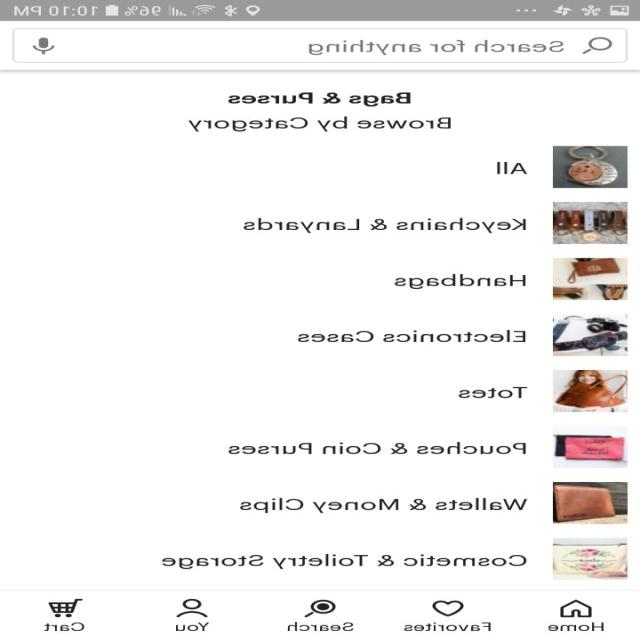 96% 10:10 PM
Search for anything
Bags & Purses
Browse by Category
All
Keychains & Lanyards
Handbags
Electronics Cases
Totes
Pouches & Coin Purses
Wallets & Money Clips
Cosmetic & Toiletry Storage
Home
Favorites
Search
You
Cart